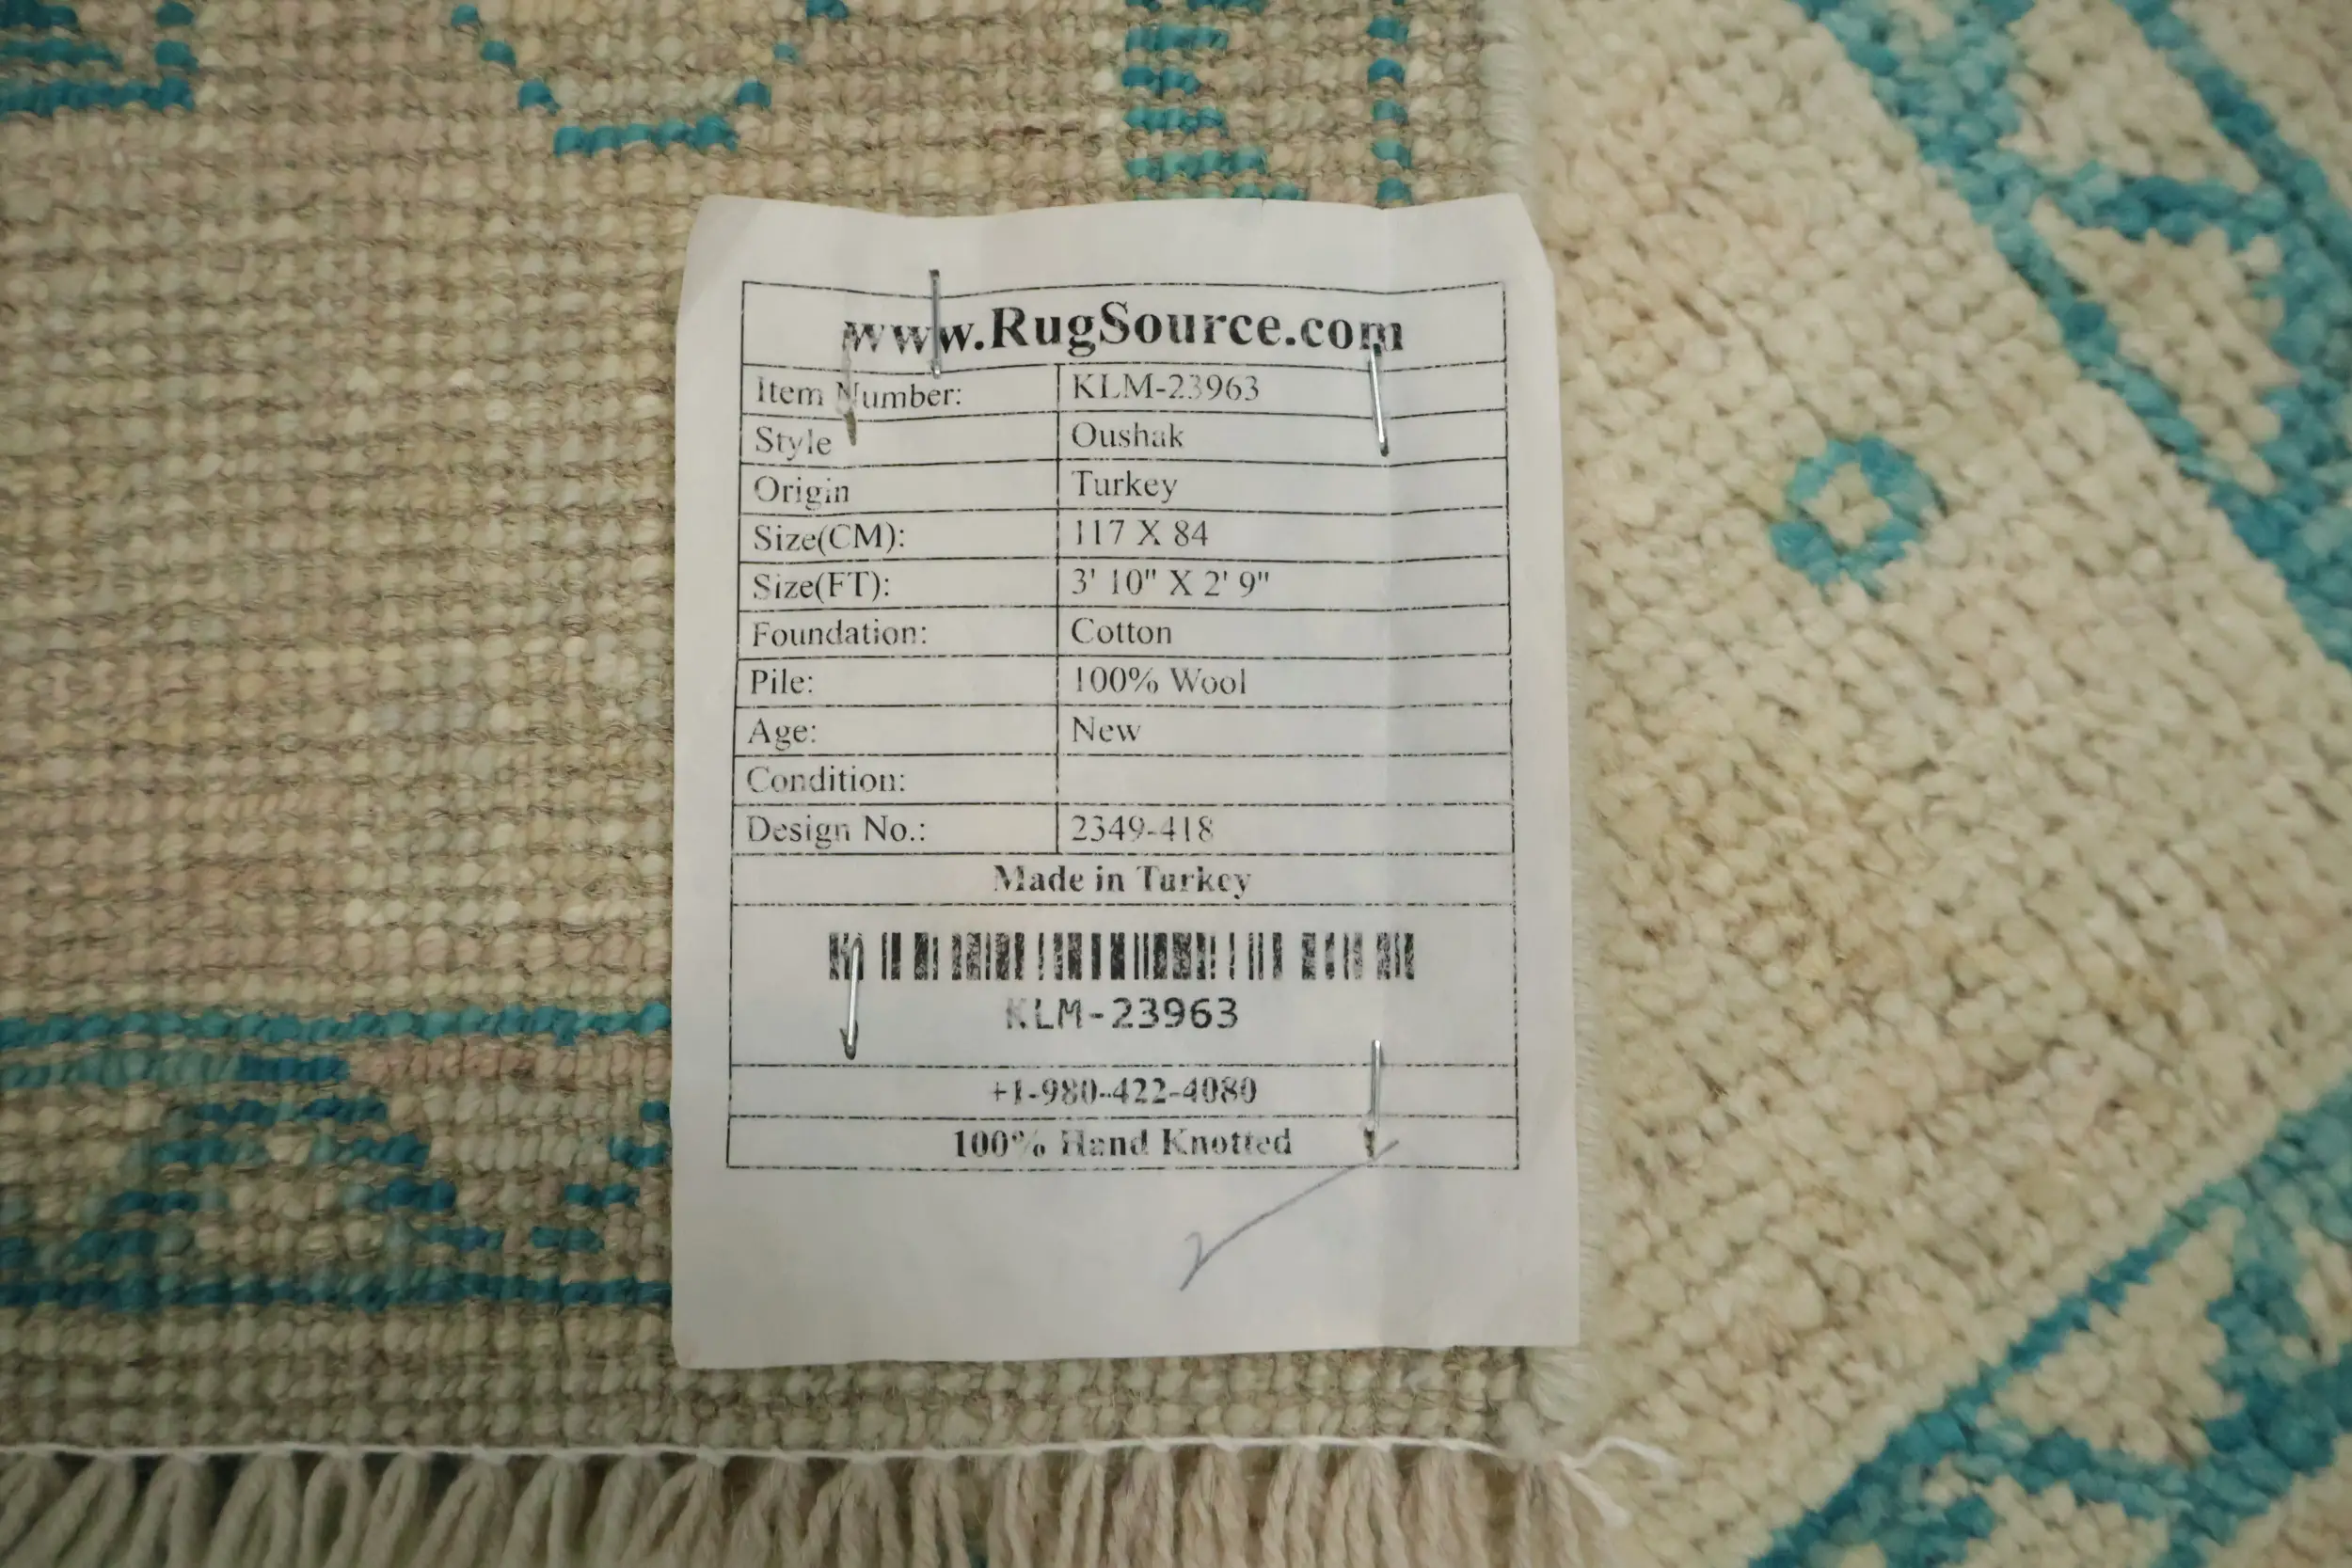 www.RugSource.com
Item Number: KLM-23963
Style Oushak
Origin Turkey
Size(CM): 117 X 84
Size(FT): 3' 10" X 2' 9"
Foundation: Cotton
Pile: 100% Wool
Age: New
Condition:
Design No.: 2349-418
Made in Turkey
KLM-23963
+1-980-422-4080
100% Hand Knotted